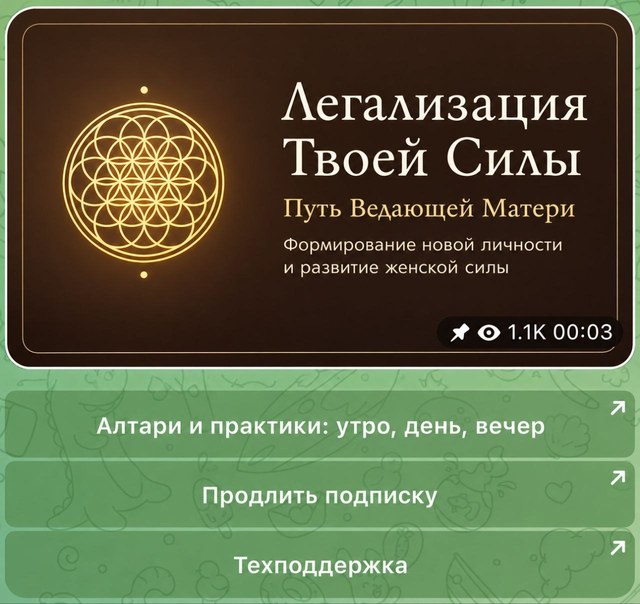 Легализация
Твоей Силы
Путь Ведающей Матери
Формирование новой личности
и развитие женской силы
1.1K 00:03
Алтари и практики: утро, день, вечер
Продлить подписку
Техподдержка